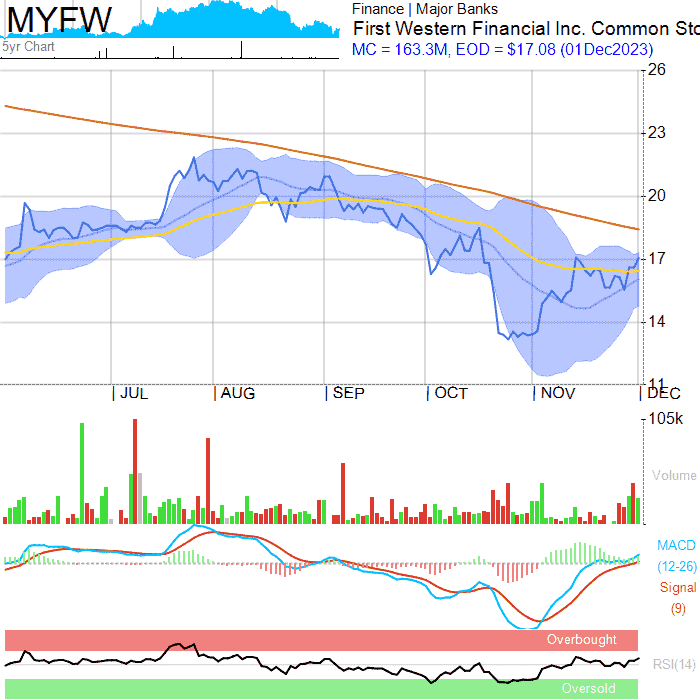 MYFW
5yr Chart
Finance | Major Banks
First Western Financial Inc. Common Sto
MC = 163.3M, EOD = $17.08 (01Dec2023)
26
23
20
17
14
11
JUL
AUG
SEP
OCT
NOV
DEC
105k
Volume
MACD
(12-26)
Signal
(9)
Overbought
RSI(14)
Oversold